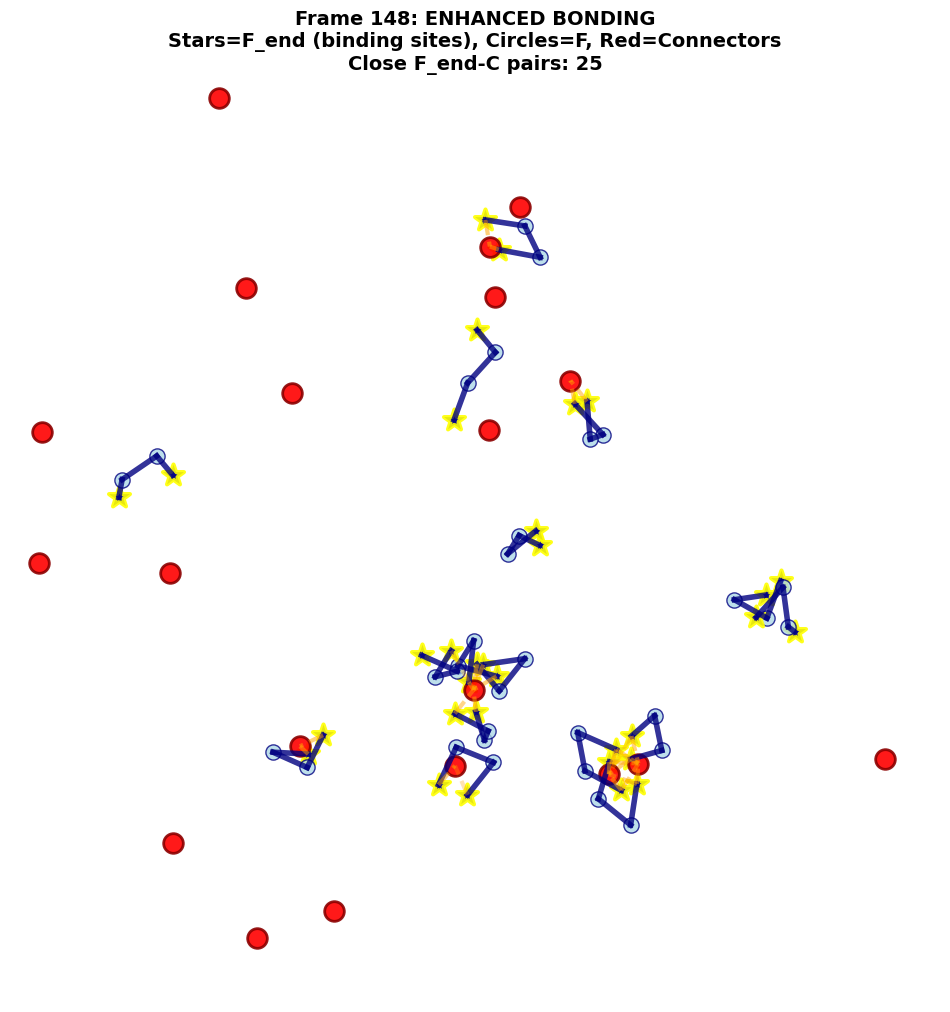 Frame 148: ENHANCED BONDING
Stars=F_end (binding sites), Circles=F, Red=Connectors
Close F_end-C pairs: 25